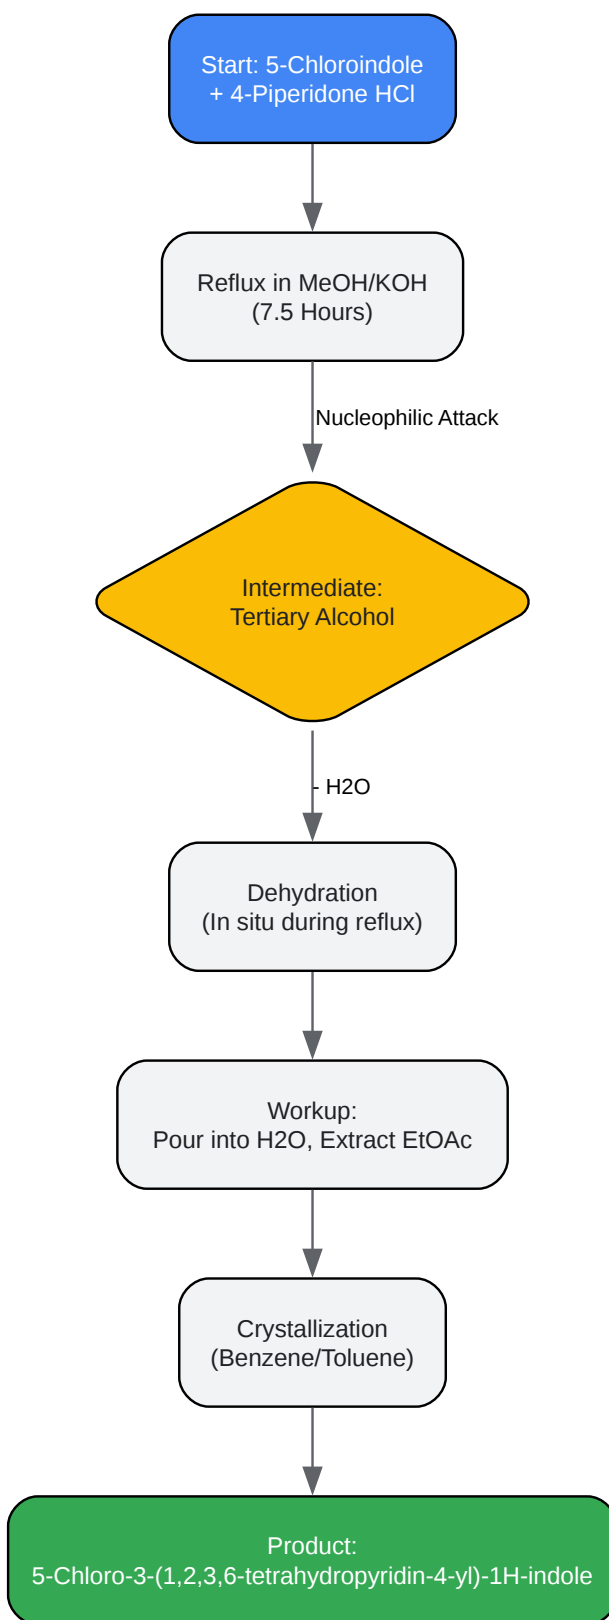 Start: 5-Chloroindole
+ 4-Piperidone HCl
Reflux in MeOH/KOH
(7.5 Hours)
Nucleophilic Attack
Intermediate:
Tertiary Alcohol
- H2O
Dehydration
(In situ during reflux)
Workup:
Pour into H2O, Extract EtOAc
Crystallization
(Benzene/Toluene)
Product:
5-Chloro-3-(1,2,3,6-tetrahydropyridin-4-yl)-1H-indole